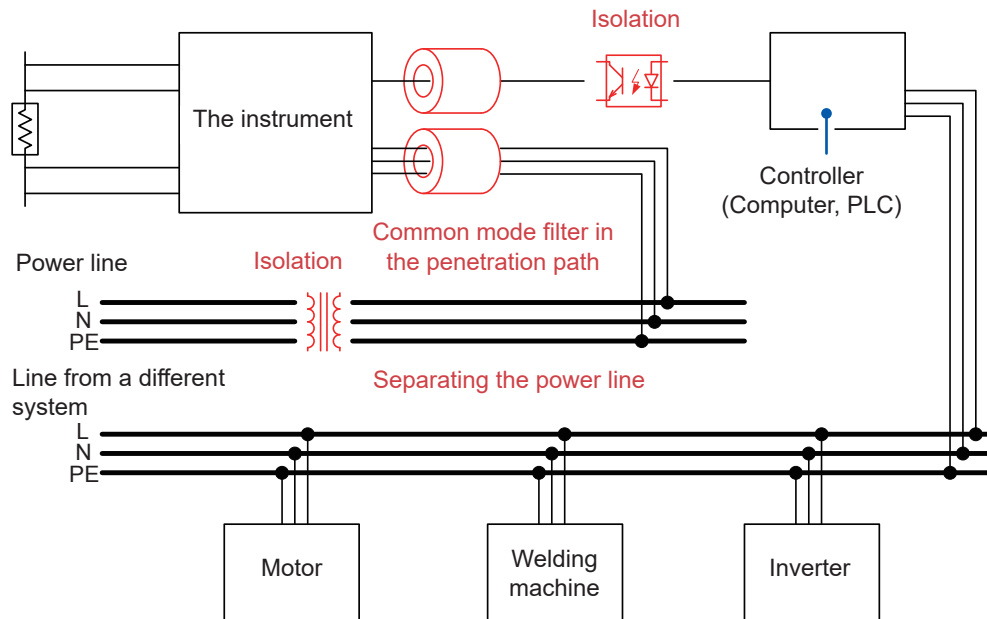 Isolation
The instrument
Controller
(Computer, PLC)
Common mode filter in
the penetration path
Power line
Isolation
L
N
PE
Line from a different
system
Separating the power line
L
N
PE
Motor
Welding
machine
Inverter